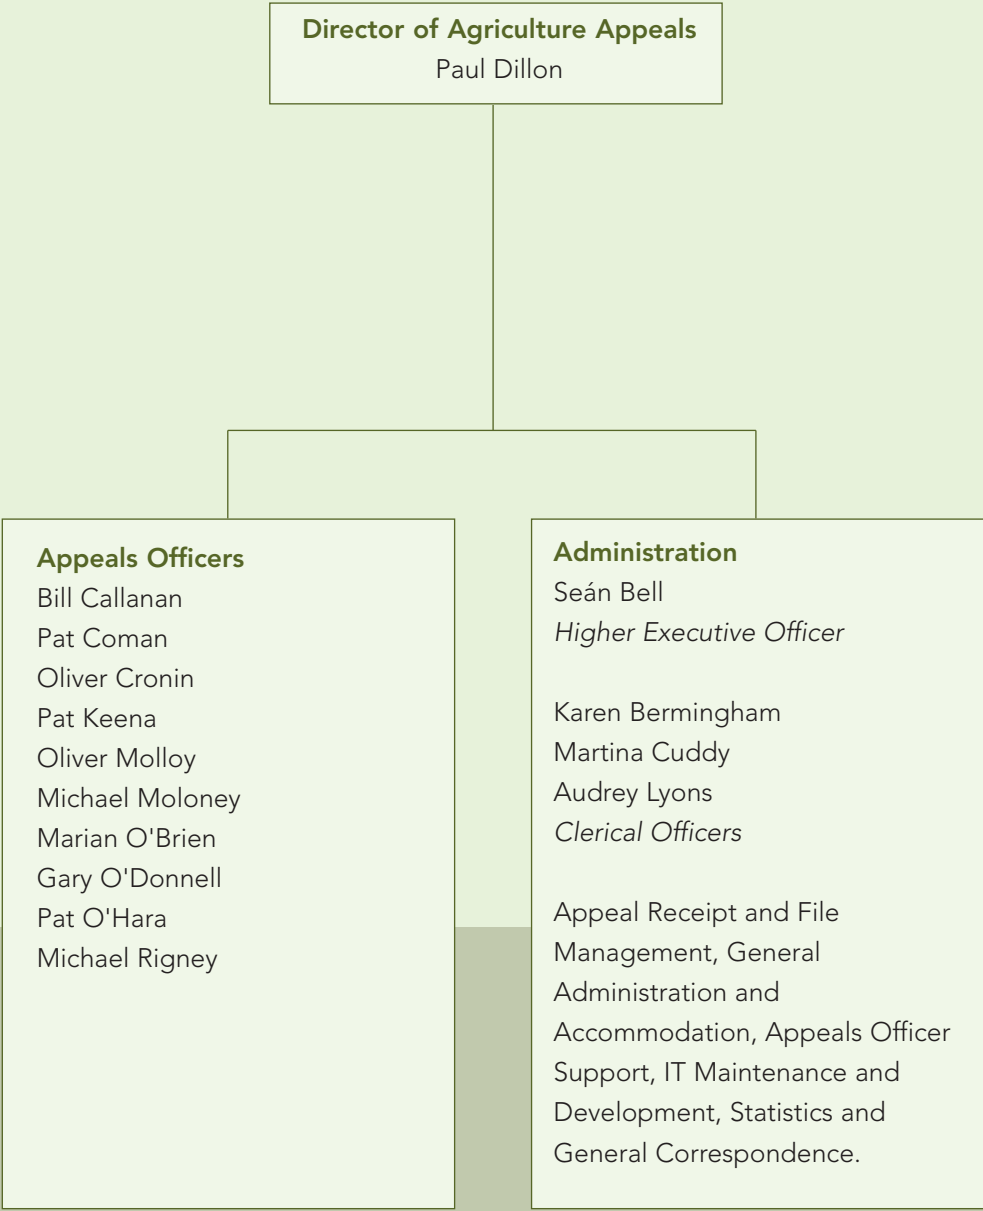 Director of Agriculture Appeals
Paul Dillon
Appeals Officers
Bill Callanan
Pat Coman
Oliver Cronin
Pat Keena
Oliver Molloy
Michael Moloney
Marian O'Brien
Gary O'Donnell
Pat O'Hara
Michael Rigney
Administration
Seán Bell
Higher Executive Officer
Karen Bermingham
Martina Cuddy
Audrey Lyons
Clerical Officers
Appeal Receipt and File
Management, General
Administration and
Accommodation, Appeals Officer
Support, IT Maintenance and
Development, Statistics and
General Correspondence.